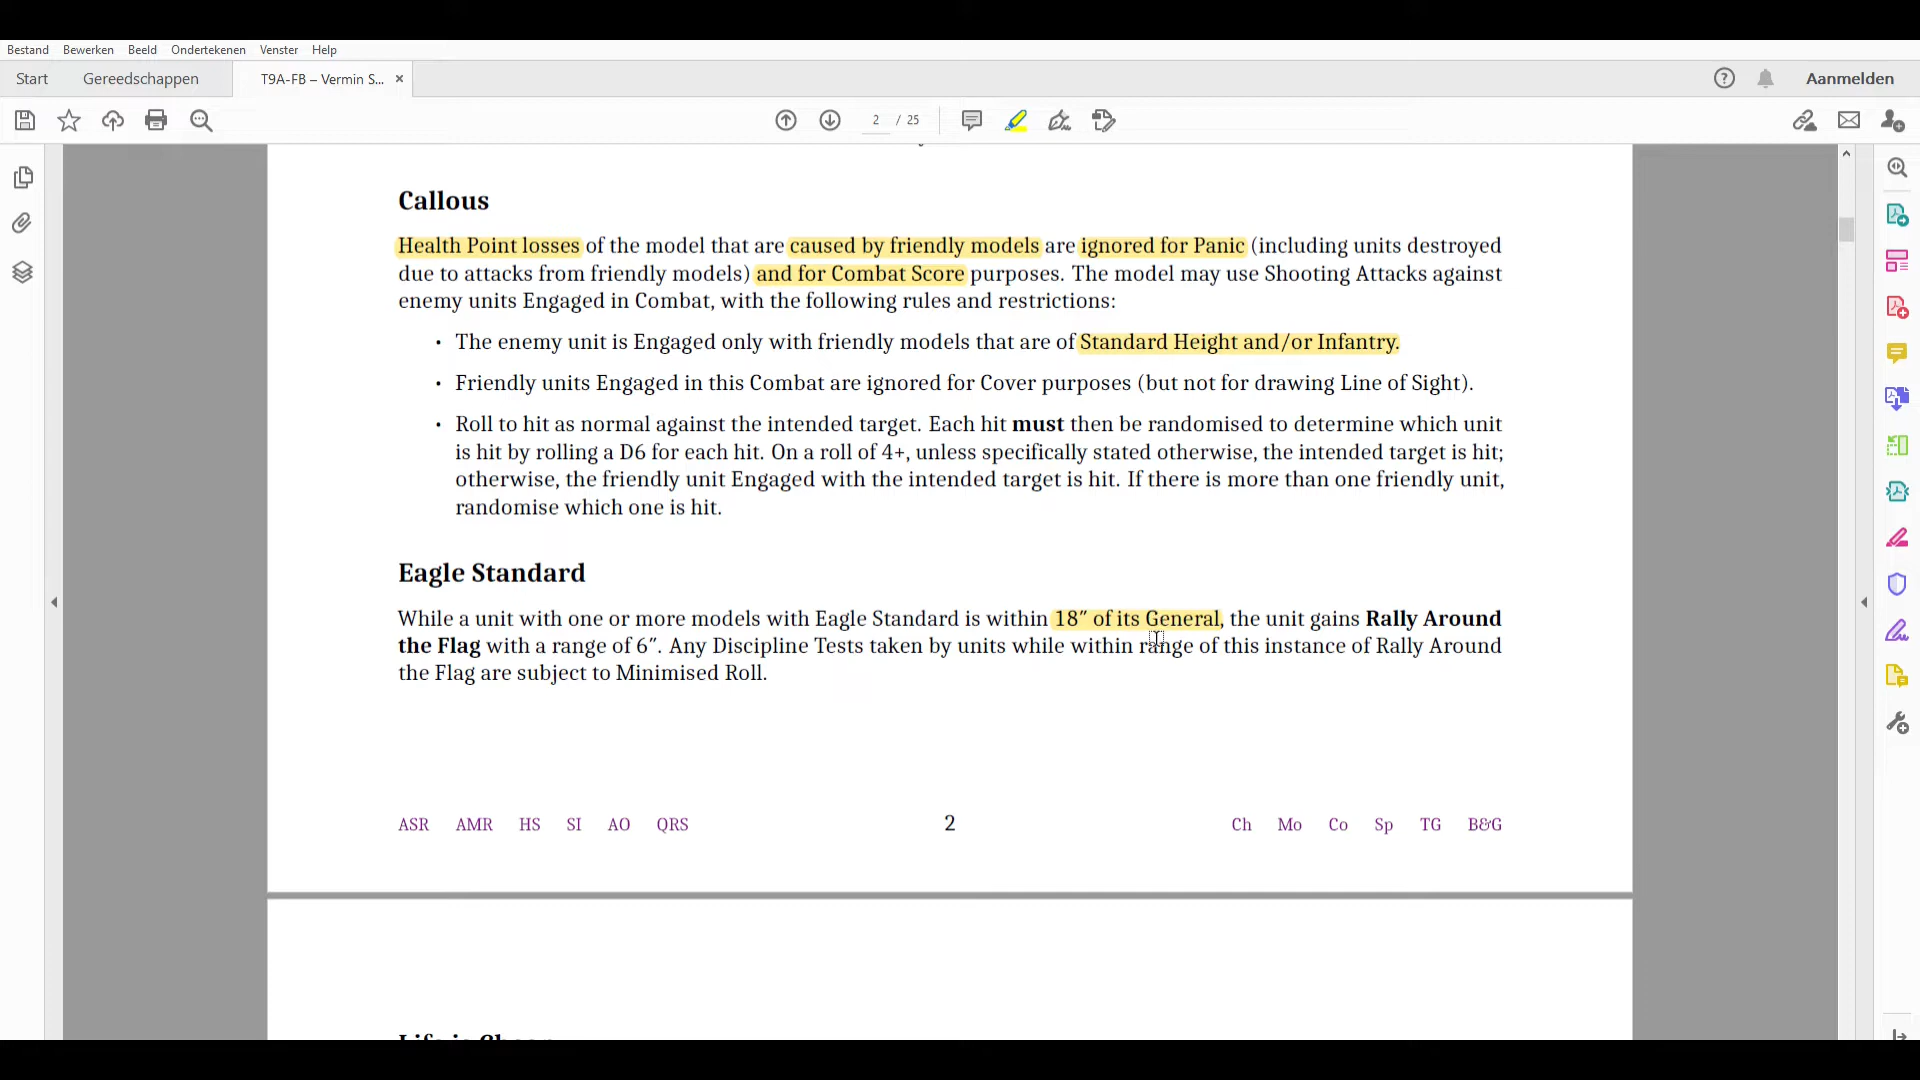 Bestand Bewerken Beeld Ondertekenen Venster Help
Start Gereedschappen T9A-FB – Vermin S... × Aanmelden
2 / 25
Callous
Health Point losses of the model that are caused by friendly models are ignored for Panic (including units destroyed
due to attacks from friendly models) and for Combat Score purposes. The model may use Shooting Attacks against
enemy units Engaged in Combat, with the following rules and restrictions:
• The enemy unit is Engaged only with friendly models that are of Standard Height and/or Infantry.
• Friendly units Engaged in this Combat are ignored for Cover purposes (but not for drawing Line of Sight).
• Roll to hit as normal against the intended target. Each hit must then be randomised to determine which unit
is hit by rolling a D6 for each hit. On a roll of 4+, unless specifically stated otherwise, the intended target is hit;
otherwise, the friendly unit Engaged with the intended target is hit. If there is more than one friendly unit,
randomise which one is hit.
Eagle Standard
While a unit with one or more models with Eagle Standard is within 18″ of its General, the unit gains Rally Around
the Flag with a range of 6″. Any Discipline Tests taken by units while within range of this instance of Rally Around
the Flag are subject to Minimised Roll.
ASR AMR HS SI AO QRS 2 Ch Mo Co Sp TG B&G